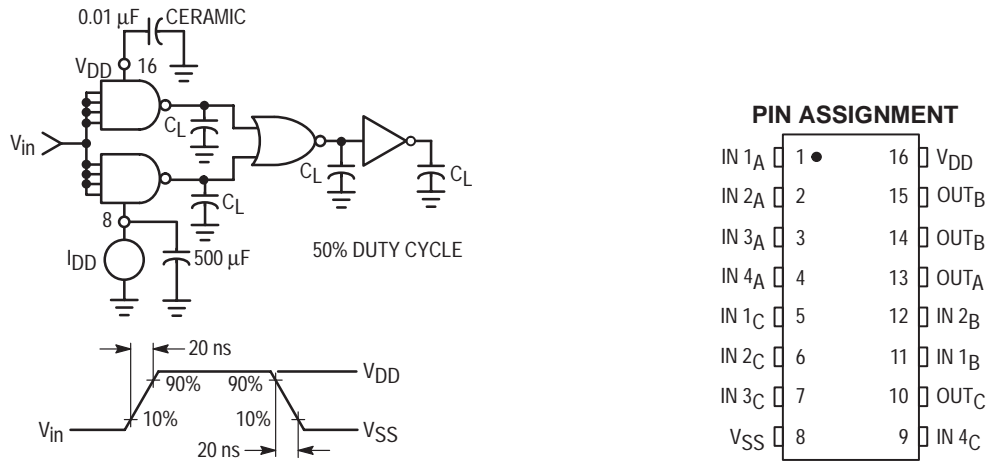 0.01 µF CERAMIC
VDD 16
CL
Vin
CL
CL
CL
8
IDD
500 µF
50% DUTY CYCLE
20 ns
90% 90% VDD
10% 10%
Vin VSS
20 ns
PIN ASSIGNMENT
IN 1A 1 16 VDD
IN 2A 2 15 OUTB
IN 3A 3 14 OUTB
IN 4A 4 13 OUTA
IN 1C 5 12 IN 2B
IN 2C 6 11 IN 1B
IN 3C 7 10 OUTC
VSS 8 9 IN 4C